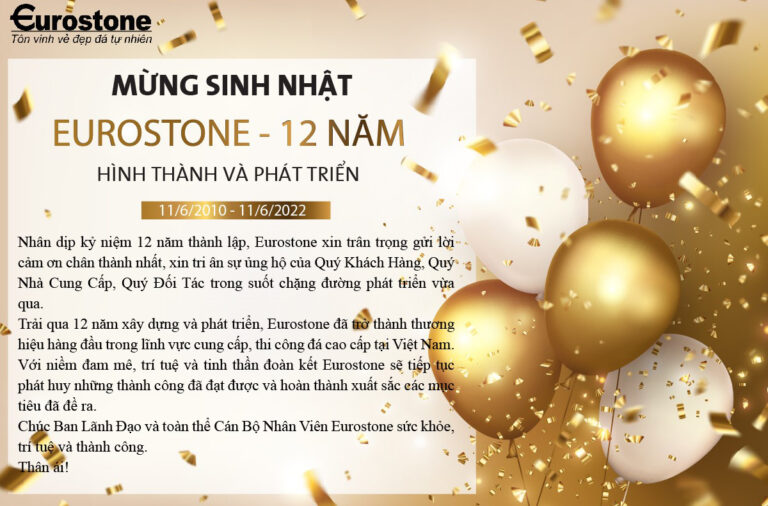 Eurostone
Tôn vinh vẻ đẹp đá tự nhiên
MỪNG SINH NHẬT
EUROSTONE - 12 NĂM
HÌNH THÀNH VÀ PHÁT TRIỂN
11/6/2010 - 11/6/2022
Nhân dịp kỷ niệm 12 năm thành lập, Eurostone xin trân trọng gửi lời
cảm ơn chân thành nhất, xin tri ân sự ủng hộ của Quý Khách Hàng, Quý
Nhà Cung Cấp, Quý Đối Tác trong suốt chặng đường phát triển vừa
qua.
Trải qua 12 năm xây dựng và phát triển, Eurostone đã trở thành thương
hiệu hàng đầu trong lĩnh vực cung cấp, thi công đá cao cấp tại Việt Nam.
Với niềm đam mê, trí tuệ và tinh thần đoàn kết Eurostone sẽ tiếp tục
phát huy những thành công đã đạt được và hoàn thành xuất sắc các mục
tiêu đã đề ra.
Chúc Ban Lãnh Đạo và toàn thể Cán Bộ Nhân Viên Eurostone sức khỏe,
trí tuệ và thành công.
Thân ái!